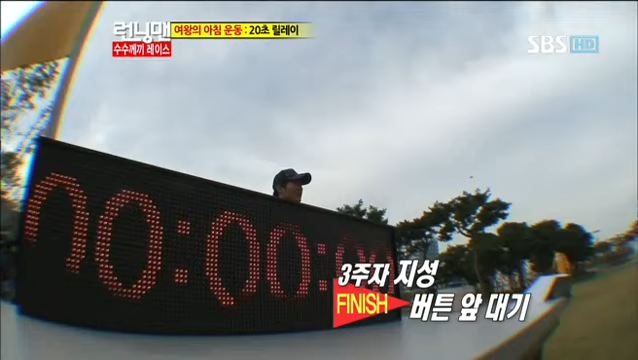 런닝맨
수수께끼 레이스
여왕의 아침 운동 : 20초 릴레이
SBS HD
00:00:00
3주자 지성
FINISH 버튼 앞 대기